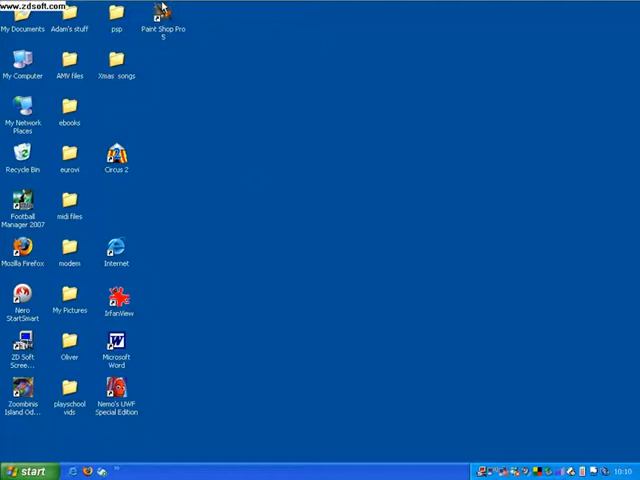 www.zdsoft.com
My Documents
Adam's stuff
psp
Paint Shop Pro
5
My Computer
AMV files
Xmas songs
My Network
Places
ebooks
Recycle Bin
eurovi
Circus 2
Football
Manager 2007
midi files
Mozilla Firefox
modem
Internet
Nero
StartSmart
My Pictures
IrfanView
ZD Soft
Scree...
Oliver
Microsoft
Word
Zoombinis
Island Od...
playschool
vids
Nemo's UWF
Special Edition
start
10:10